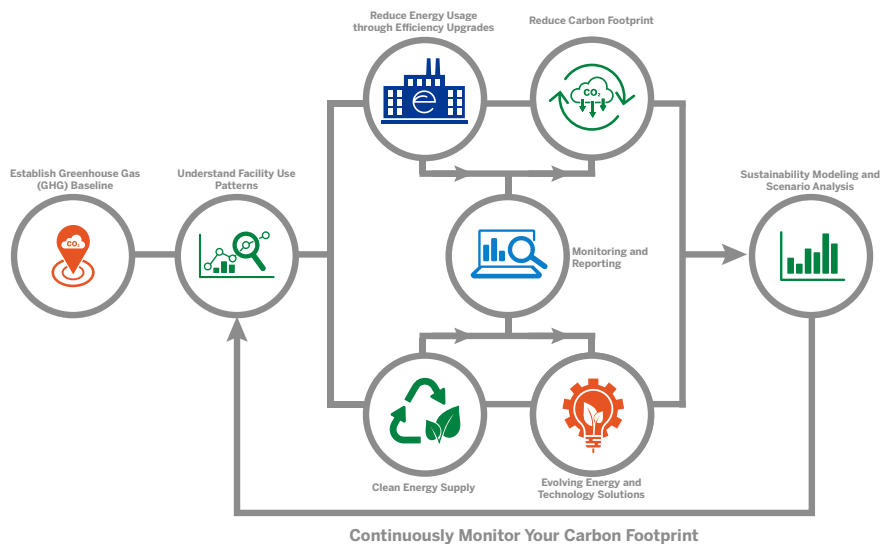 Reduce Energy Usage
through Efficiency Upgrades
Reduce Carbon Footprint
CO₂
Establish Greenhouse Gas
(GHG) Baseline
CO₂
Understand Facility Use
Patterns
Monitoring and
Reporting
Sustainability Modeling and
Scenario Analysis
Clean Energy Supply
Evolving Energy and
Technology Solutions
Continuously Monitor Your Carbon Footprint